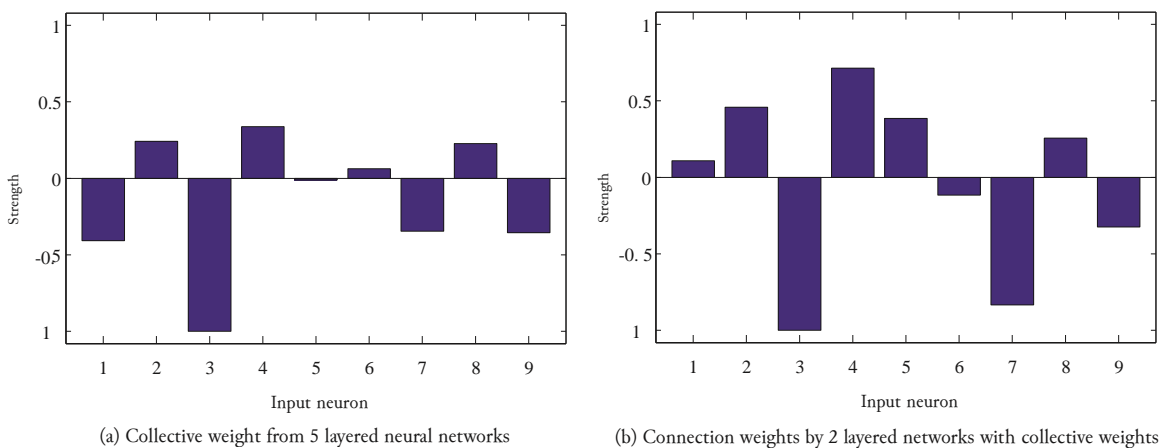 1
0.5
0
-05
1
Strength
1 2 3 4 5 6 7 8 9
Input neuron
(a) Collective weight from 5 layered neural networks
1
0.5
0
-0. 5
1
Strength
1 2 3 4 5 6 7 8 9
Input neuron
(b) Connection weights by 2 layered networks with collective weights